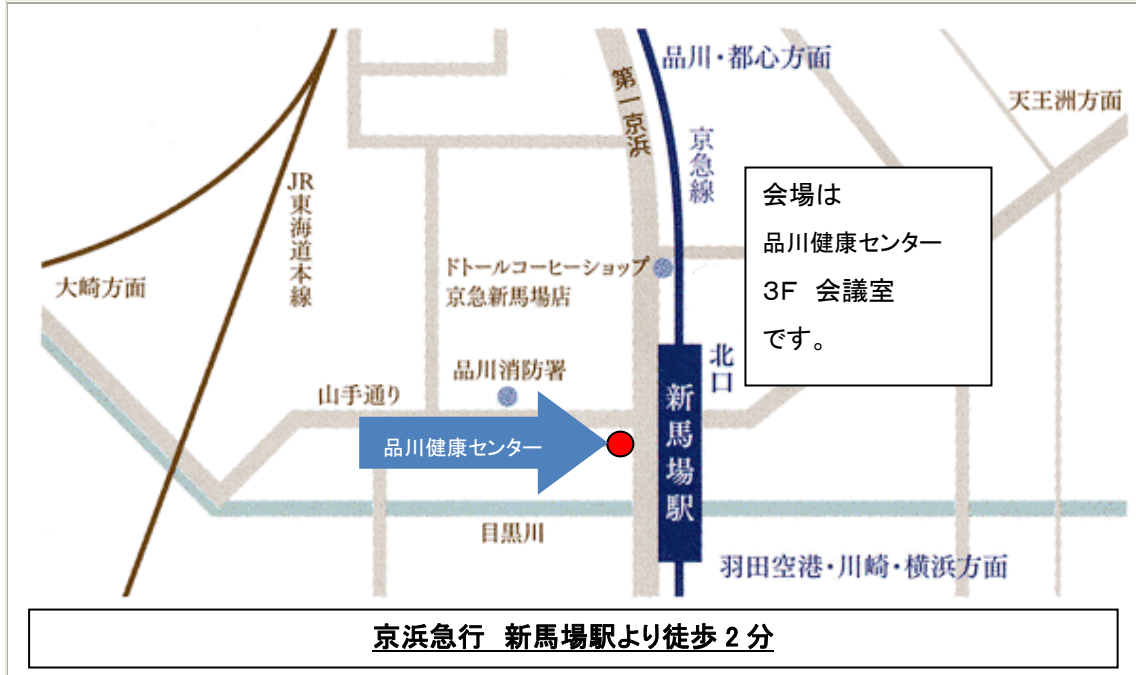 品川・都心方面
第一京浜
天王洲方面
京急線
JR東海道本線
会場は
品川健康センター
3F　会議室
です。
ドトールコーヒーショップ
京急新馬場店
大崎方面
北口
品川消防署
山手通り
新馬場駅
品川健康センター
目黒川
羽田空港・川崎・横浜方面
京浜急行　新馬場駅より徒歩 2 分